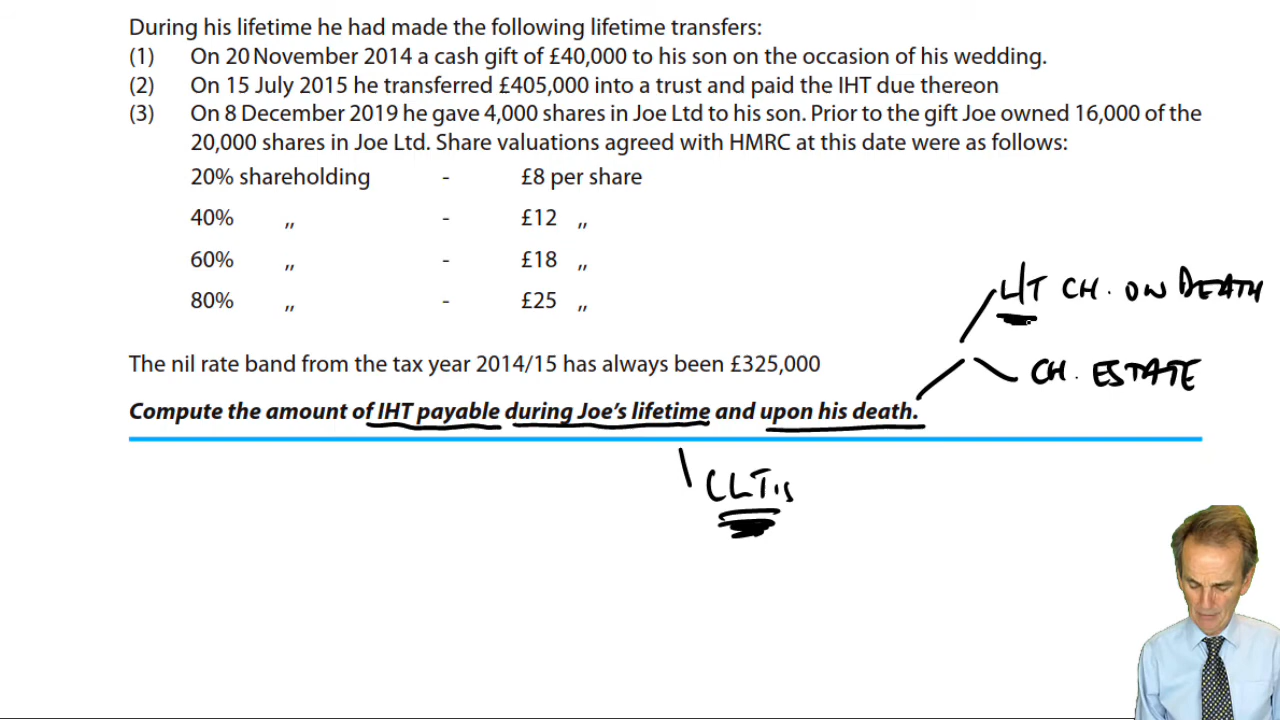 During his lifetime he had made the following lifetime transfers:
(1) On 20 November 2014 a cash gift of £40,000 to his son on the occasion of his wedding.
(2) On 15 July 2015 he transferred £405,000 into a trust and paid the IHT due thereon
(3) On 8 December 2019 he gave 4,000 shares in Joe Ltd to his son. Prior to the gift Joe owned 16,000 of the
20,000 shares in Joe Ltd. Share valuations agreed with HMRC at this date were as follows:
20% shareholding - £8 per share
40% ,, - £12 ,,
60% ,, - £18 ,,
80% ,, - £25 ,,
L/T CH. ON DEATH
The nil rate band from the tax year 2014/15 has always been £325,000
CH. ESTATE
Compute the amount of IHT payable during Joe's lifetime and upon his death.
CLT's